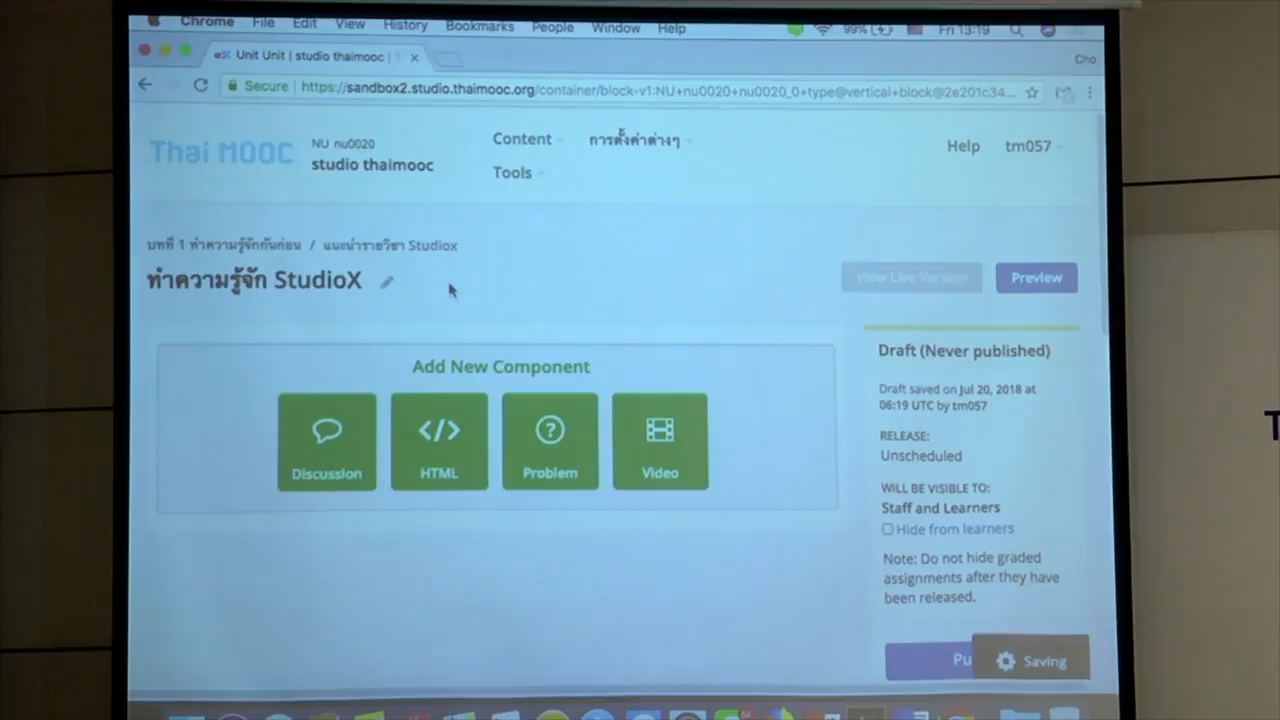 Chrome File Edit View History Bookmarks People Window Help 99% Fri 13:19
Unit Unit | studio thaimooc |
Cho
Secure | https://sandbox2.studio.thaimooc.org/container/block-v1:NU+nu0020+nu0020_0+type@vertical+block@2e201c34...
Thai MOOC
NU nu0020
studio thaimooc
Content
การตั้งค่าต่างๆ
Tools
Help
tm057
บทที่ 1 ทำความรู้จักกันก่อน / แนะนำรายวิชา Studiox
ทำความรู้จัก StudioX
View Live Version
Preview
Add New Component
Discussion
HTML
Problem
Video
Draft (Never published)
Draft saved on Jul 20, 2018 at
06:19 UTC by tm057
RELEASE:
Unscheduled
WILL BE VISIBLE TO:
Staff and Learners
Hide from learners
Note: Do not hide graded
assignments after they have
been released.
Pu
Saving
T